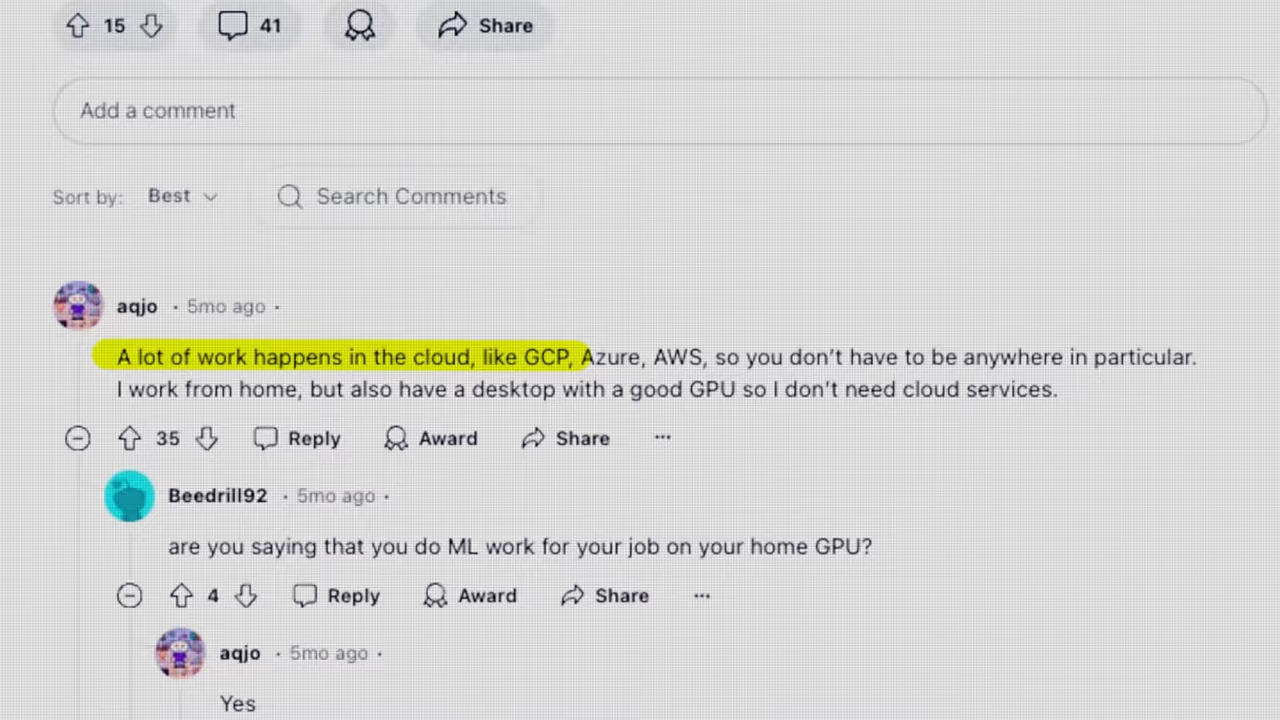 15 41 Share
Add a comment
Sort by: Best Search Comments
aqjo · 5mo ago ·
A lot of work happens in the cloud, like GCP, Azure, AWS, so you don’t have to be anywhere in particular.
I work from home, but also have a desktop with a good GPU so I don’t need cloud services.
35 Reply Award Share ···
Beedrill92 · 5mo ago ·
are you saying that you do ML work for your job on your home GPU?
4 Reply Award Share ···
aqjo · 5mo ago ·
Yes